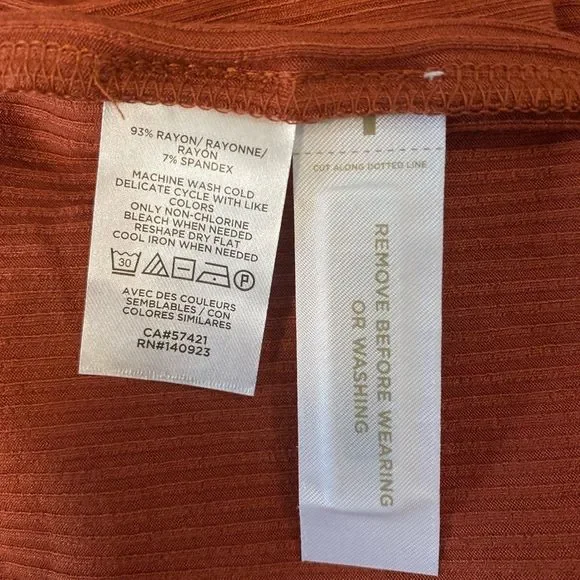 93% RAYON/ RAYONNE/
RAYON
7% SPANDEX
MACHINE WASH COLD
DELICATE CYCLE WITH LIKE
COLORS
ONLY NON-CHLORINE
BLEACH WHEN NEEDED
RESHAPE DRY FLAT
COOL IRON WHEN NEEDED
30 P
AVEC DES COULEURS
SEMBLABLES / CON
COLORES SIMILARES
CA#57421
RN#140923
CUT ALONG DOTTED LINE
REMOVE BEFORE WEARING
OR WASHING